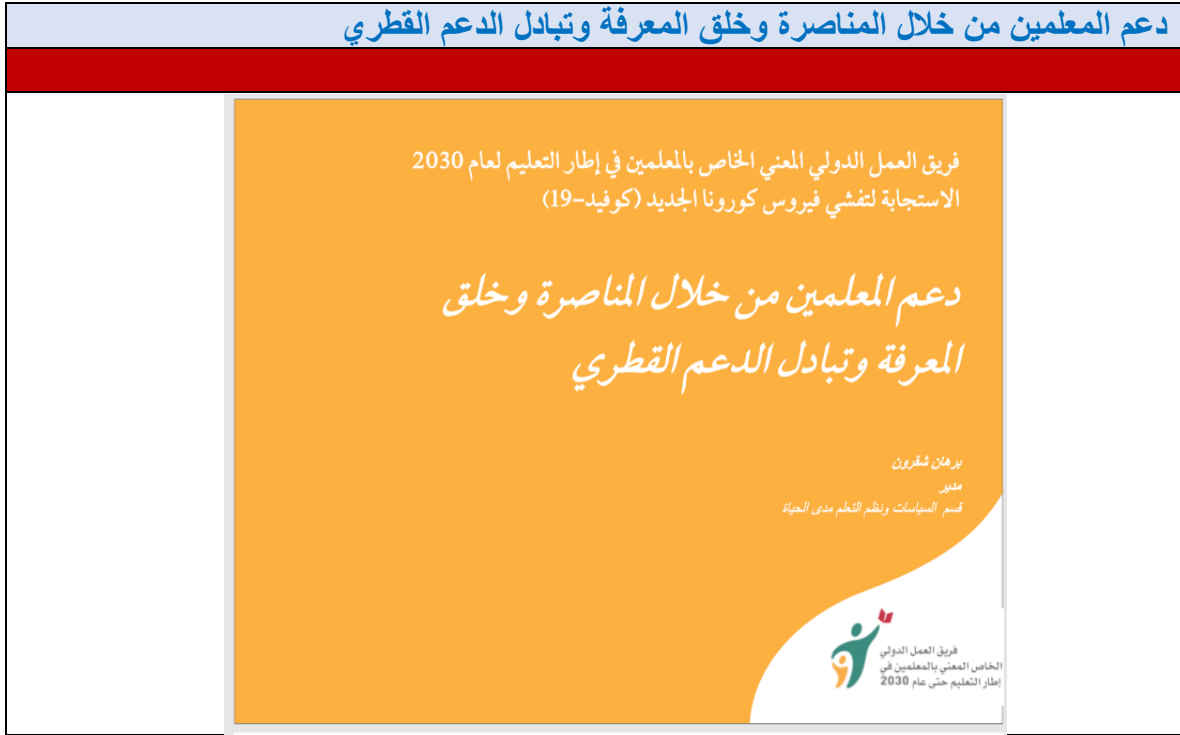 دعم المعلمين من خلال المناصرة وخلق المعرفة وتبادل الدعم القطري
فريق العمل الدولي المعني الخاص بالمعلمين في إطار التعليم لعام 2030
الاستجابة لتفشي فيروس كورونا الجديد (كوفيد-19)
دعم المعلمين من خلال المناصرة وخلق
المعرفة وتبادل الدعم القطري
برهان شقرون
مدير
قسم السياسات ونظم التعلم مدى الحياة
فريق العمل الدولي
الخاص المعني بالمعلمين في
إطار التعليم حتى عام 2030